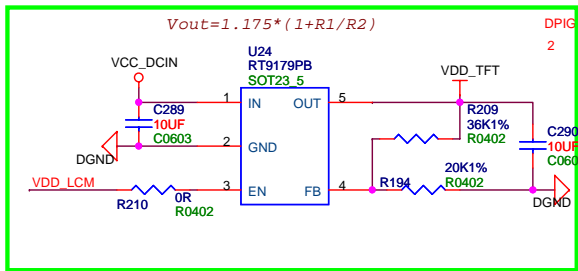 Vout=1.175*(1+R1/R2)
DPIG
2
U24
RT9179PB
SOT23_5
VCC_DCIN
VDD_TFT
1
IN
OUT
5
C289
10UF
C0603
R209
36K1%
R0402
C290
10UF
C060
2
GND
DGND
VDD_LCM
R210
0R
R0402
3
EN
FB
4
R194
20K1%
R0402
DGND